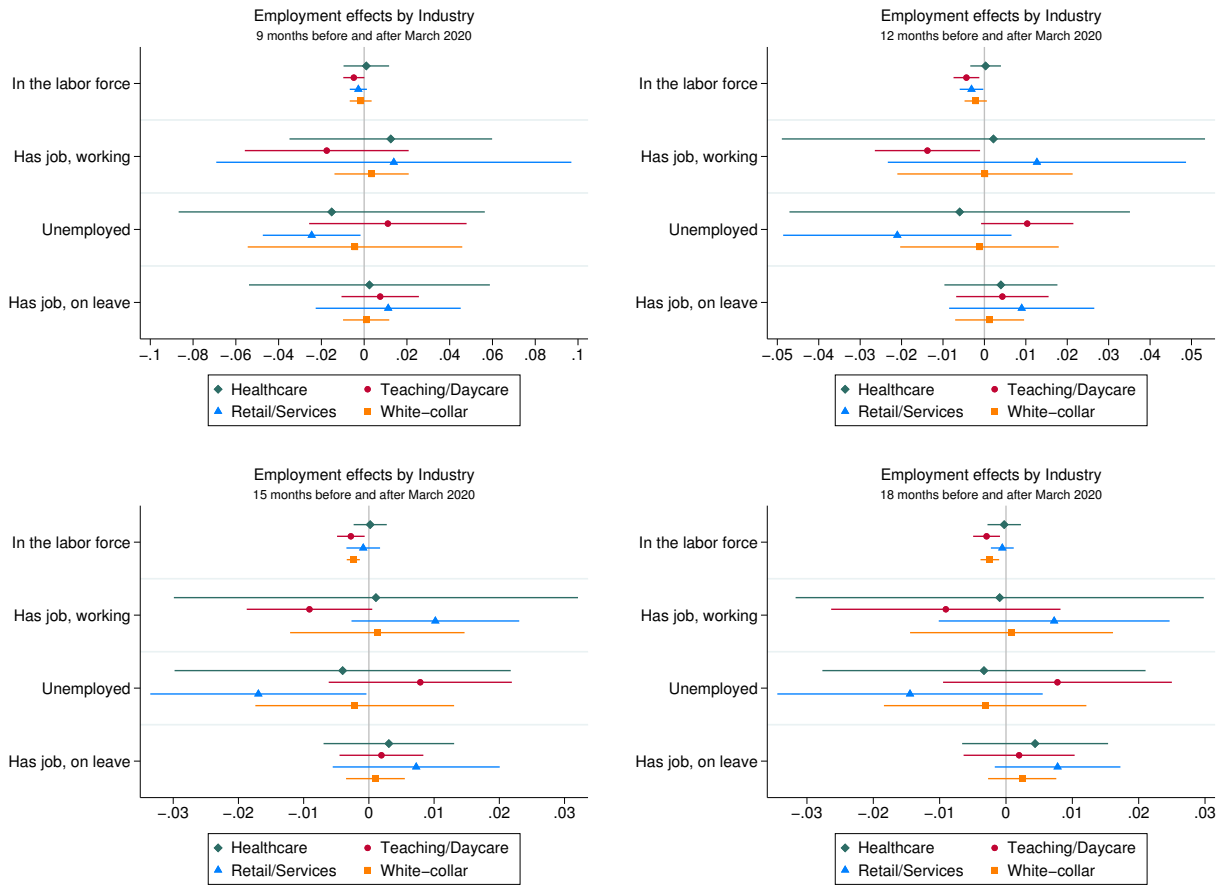 Employment effects by Industry
9 months before and after March 2020
In the labor force
Has job, working
Unemployed
Has job, on leave
−.1 −.08 −.06 −.04 −.02 0 .02 .04 .06 .08 .1
Healthcare Teaching/Daycare
Retail/Services White−collar
Employment effects by Industry
12 months before and after March 2020
In the labor force
Has job, working
Unemployed
Has job, on leave
−.05 −.04 −.03 −.02 −.01 0 .01 .02 .03 .04 .05
Healthcare Teaching/Daycare
Retail/Services White−collar
Employment effects by Industry
15 months before and after March 2020
In the labor force
Has job, working
Unemployed
Has job, on leave
−.03 −.02 −.01 0 .01 .02 .03
Healthcare Teaching/Daycare
Retail/Services White−collar
Employment effects by Industry
18 months before and after March 2020
In the labor force
Has job, working
Unemployed
Has job, on leave
−.03 −.02 −.01 0 .01 .02 .03
Healthcare Teaching/Daycare
Retail/Services White−collar